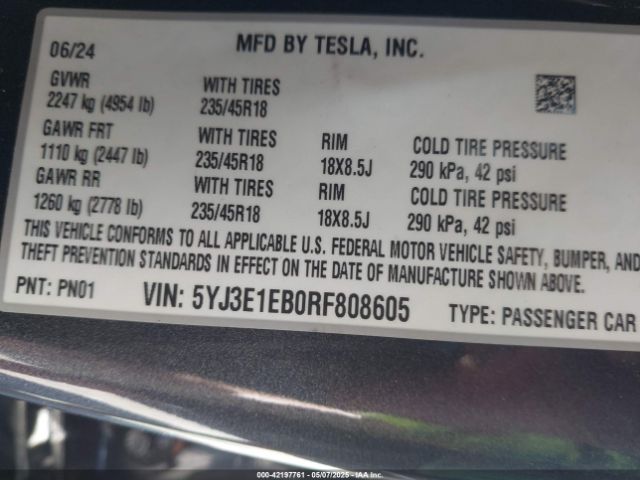 06/24 MFD BY TESLA, INC.
GVWR WITH TIRES
2247 kg (4954 lb) 235/45R18
GAWR FRT WITH TIRES RIM COLD TIRE PRESSURE
1110 kg (2447 lb) 235/45R18 18X8.5J 290 kPa, 42 psi
GAWR RR WITH TIRES RIM COLD TIRE PRESSURE
1260 kg (2778 lb) 235/45R18 18X8.5J 290 kPa, 42 psi
THIS VEHICLE CONFORMS TO ALL APPLICABLE U.S. FEDERAL MOTOR VEHICLE SAFETY, BUMPER, AND
THEFT PREVENTION STANDARDS IN EFFECT ON THE DATE OF MANUFACTURE SHOWN ABOVE.
PNT: PN01 VIN: 5YJ3E1EB0RF808605 TYPE: PASSENGER CAR
000-42197761 - 05/07/2025 - IAAI.COM